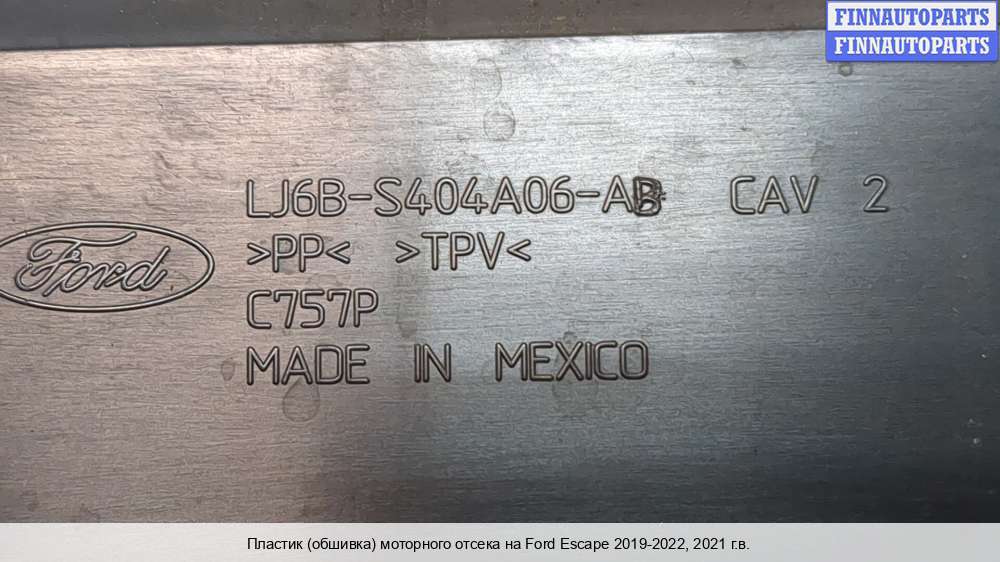 FINNAUTOPARTS
FINNAUTOPARTS
LJ6B-S404A06-AB CAV 2
Ford
>PP< >TPV<
C757P
MADE IN MEXICO
Пластик (обшивка) моторного отсека на Ford Escape 2019-2022, 2021 г.в.